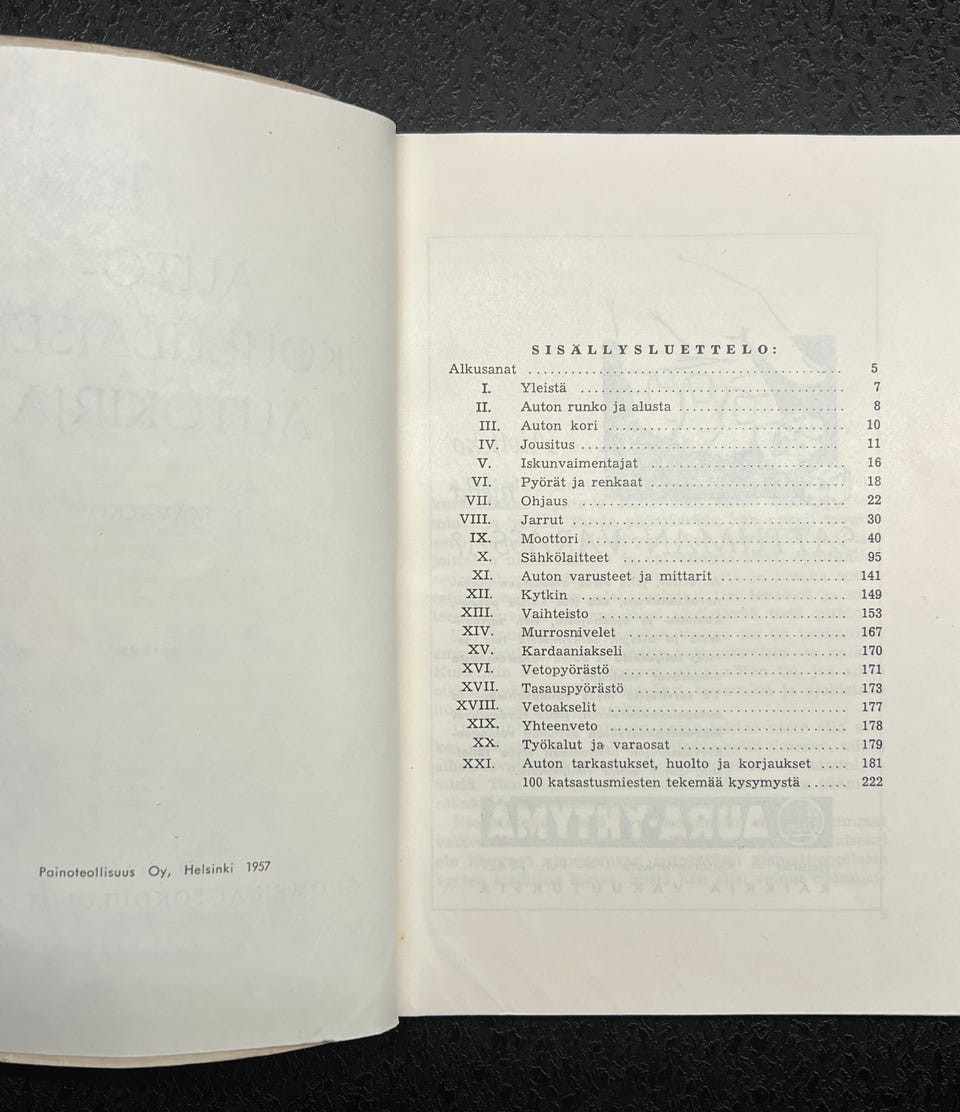 Painoteollisuus Oy, Helsinki 1957
SISÄLLYSLUETTELO:
Alkusanat 5
I. Yleistä 7
II. Auton runko ja alusta 8
III. Auton kori 10
IV. Jousitus 11
V. Iskunvaimentajat 16
VI. Pyörät ja renkaat 18
VII. Ohjaus 22
VIII. Jarrut 30
IX. Moottori 40
X. Sähkölaitteet 95
XI. Auton varusteet ja mittarit 141
XII. Kytkin 149
XIII. Vaihteisto 153
XIV. Murrosnivelet 167
XV. Kardaaniakseli 170
XVI. Vetopyörästö 171
XVII. Tasauspyörästö 173
XVIII. Vetoakselit 177
XIX. Yhteenveto 178
XX. Työkalut ja varaosat 179
XXI. Auton tarkastukset, huolto ja korjaukset 181
100 katsastusmiesten tekemää kysymystä 222
AURA-YHTYMÄ